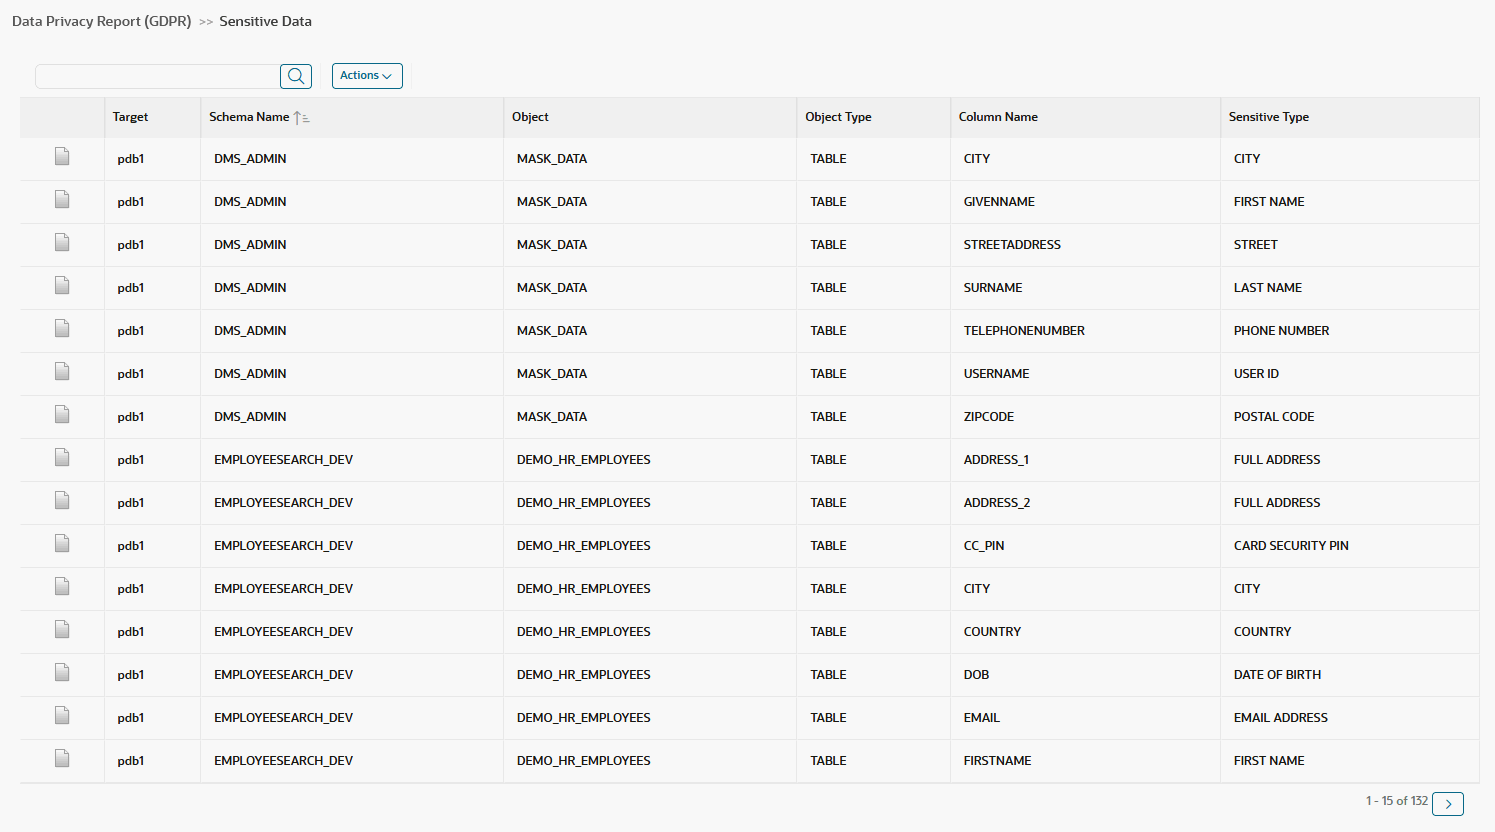 Data Privacy Report (GDPR) >> Sensitive Data
Actions
Target Schema Name Object Object Type Column Name Sensitive Type
pdb1 DMS_ADMIN MASK_DATA TABLE CITY CITY
pdb1 DMS_ADMIN MASK_DATA TABLE GIVENNAME FIRST NAME
pdb1 DMS_ADMIN MASK_DATA TABLE STREETADDRESS STREET
pdb1 DMS_ADMIN MASK_DATA TABLE SURNAME LAST NAME
pdb1 DMS_ADMIN MASK_DATA TABLE TELEPHONENUMBER PHONE NUMBER
pdb1 DMS_ADMIN MASK_DATA TABLE USERNAME USER ID
pdb1 DMS_ADMIN MASK_DATA TABLE ZIPCODE POSTAL CODE
pdb1 EMPLOYEESEARCH_DEV DEMO_HR_EMPLOYEES TABLE ADDRESS_1 FULL ADDRESS
pdb1 EMPLOYEESEARCH_DEV DEMO_HR_EMPLOYEES TABLE ADDRESS_2 FULL ADDRESS
pdb1 EMPLOYEESEARCH_DEV DEMO_HR_EMPLOYEES TABLE CC_PIN CARD SECURITY PIN
pdb1 EMPLOYEESEARCH_DEV DEMO_HR_EMPLOYEES TABLE CITY CITY
pdb1 EMPLOYEESEARCH_DEV DEMO_HR_EMPLOYEES TABLE COUNTRY COUNTRY
pdb1 EMPLOYEESEARCH_DEV DEMO_HR_EMPLOYEES TABLE DOB DATE OF BIRTH
pdb1 EMPLOYEESEARCH_DEV DEMO_HR_EMPLOYEES TABLE EMAIL EMAIL ADDRESS
pdb1 EMPLOYEESEARCH_DEV DEMO_HR_EMPLOYEES TABLE FIRSTNAME FIRST NAME
1 - 15 of 132